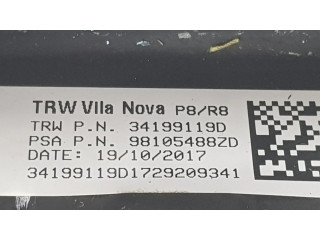 TRW Vila Nova P8/R8
TRW P.N. 34199119D
PSA P.N. 98105488ZD
DATE: 19/10/2017
34199119D1729209341